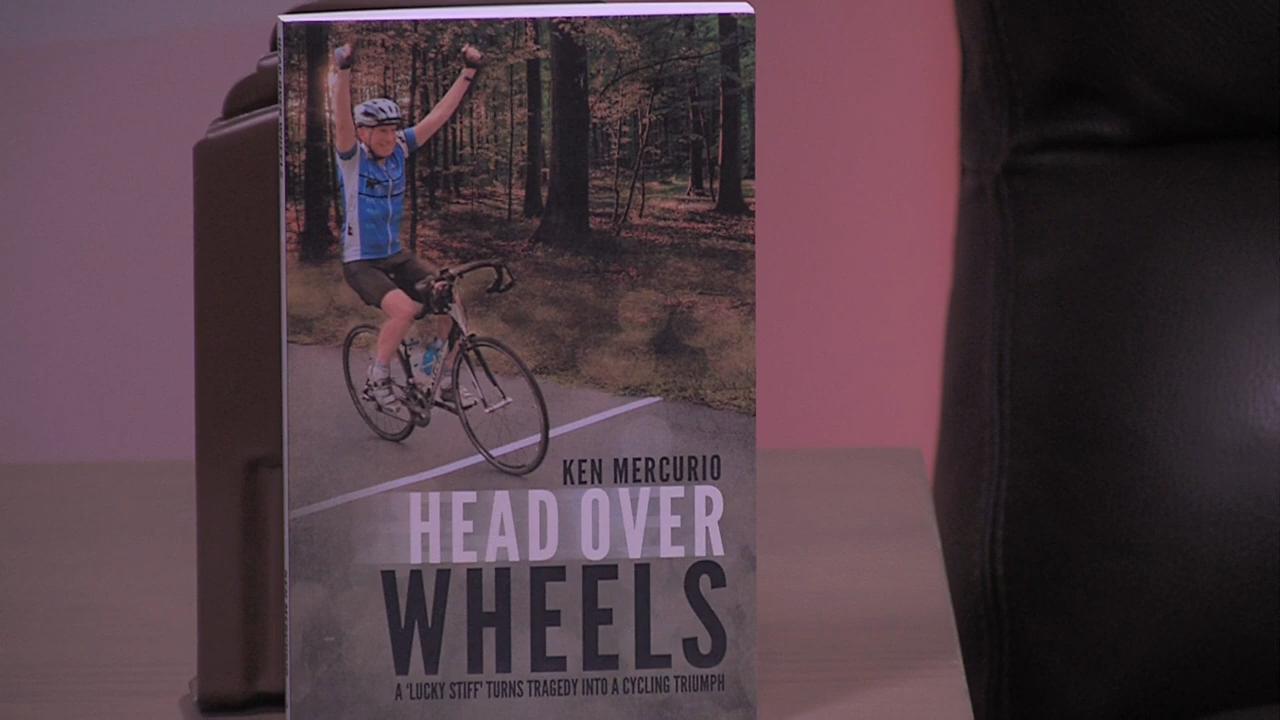 KEN MERCURIO
HEAD OVER
WHEELS
A 'LUCKY STIFF' TURNS TRAGEDY INTO A CYCLING TRIUMPH